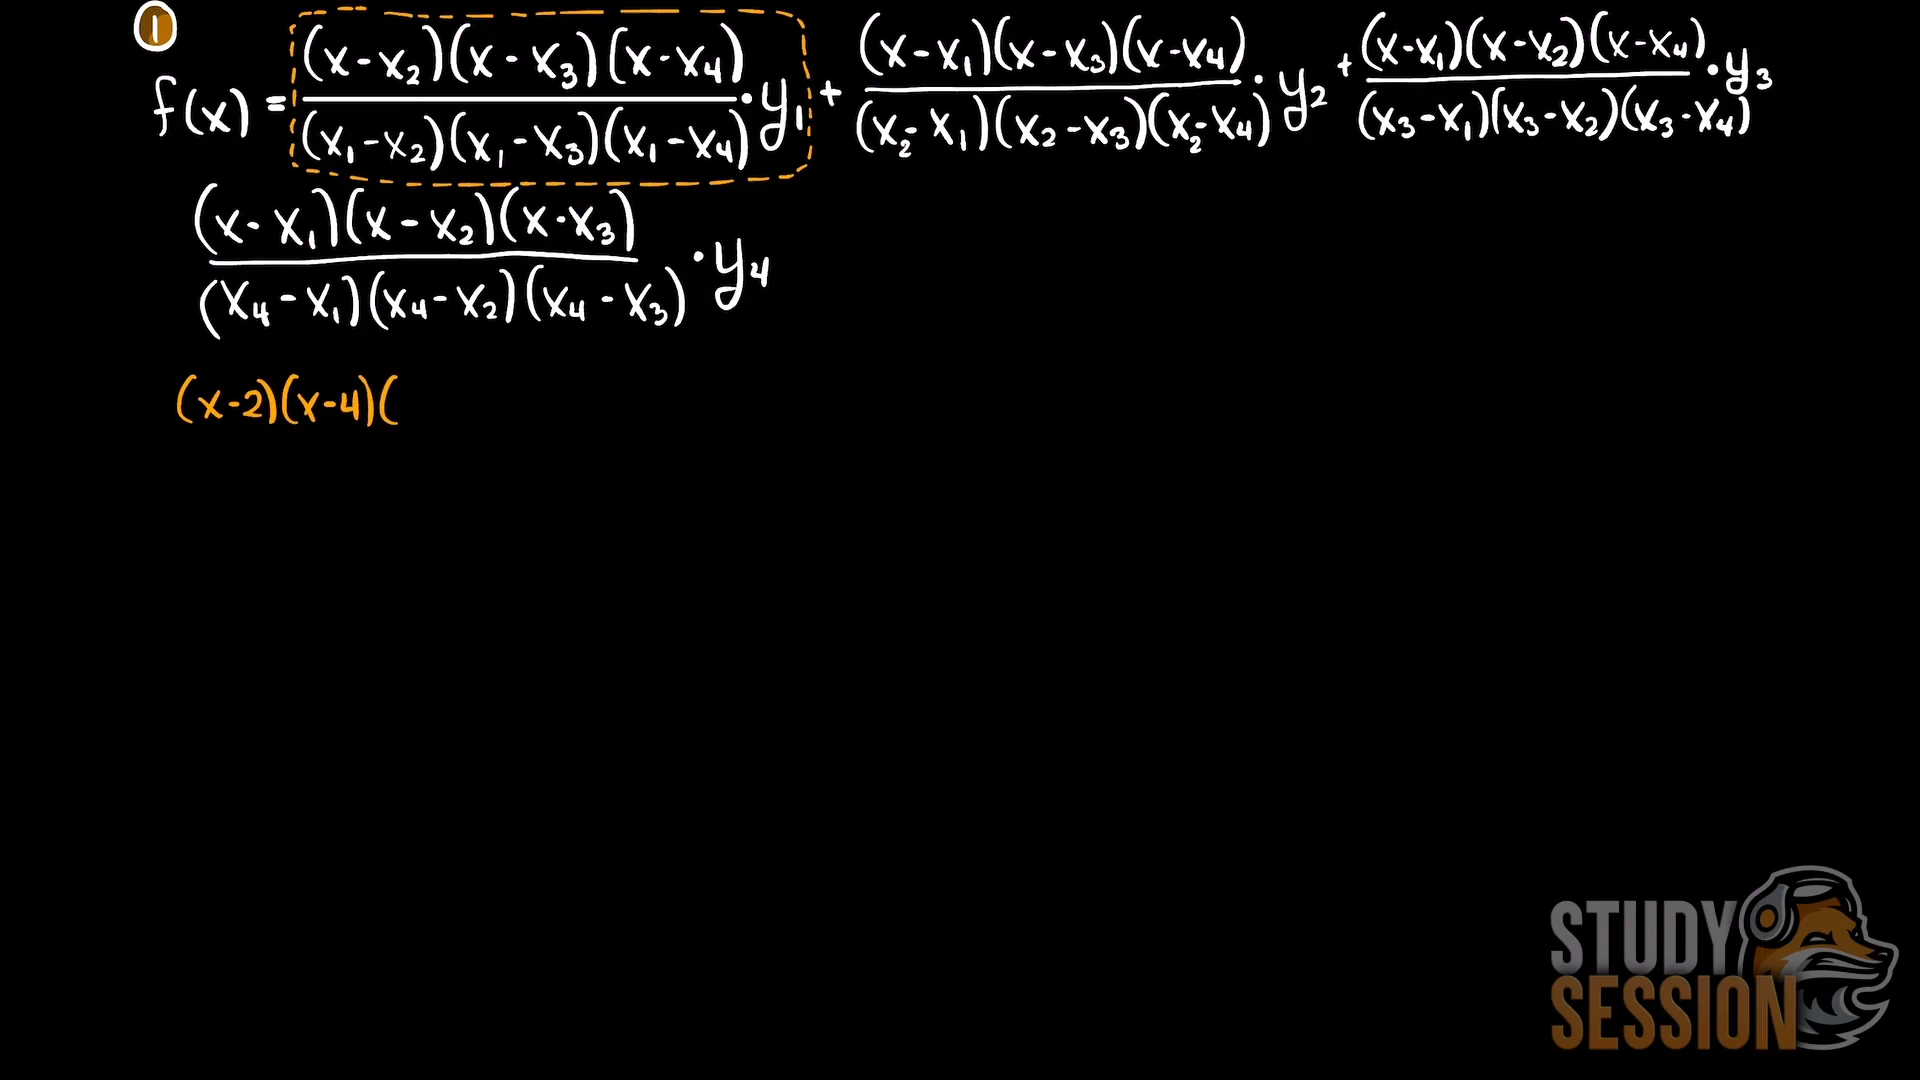 1
f(x) = (x-x₂)(x-x₃)(x-x₄) / (x₁-x₂)(x₁-x₃)(x₁-x₄) · y₁ + (x-x₁)(x-x₃)(x-x₄) / (x₂-x₁)(x₂-x₃)(x₂-x₄) · y₂ + (x-x₁)(x-x₂)(x-x₄) / (x₃-x₁)(x₃-x₂)(x₃-x₄) · y₃
(x-x₁)(x-x₂)(x-x₃) / (x₄-x₁)(x₄-x₂)(x₄-x₃) · y₄
(x-2)(x-4)(
STUDY
SESSION